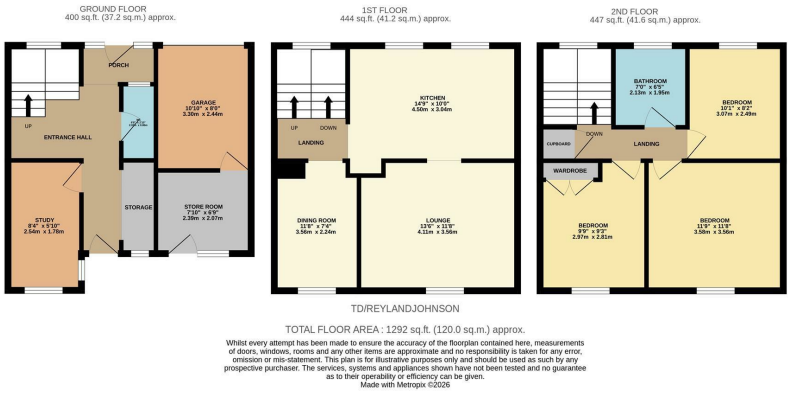 GROUND FLOOR
400 sq.ft. (37.2 sq.m.) approx.
PORCH
GARAGE
10'10" x 8'0"
3.30m x 2.44m
UP
ENTRANCE HALL
STUDY
8'4" x 5'10"
2.54m x 1.78m
STORAGE
STORE ROOM
7'10" x 6'9"
2.39m x 2.07m
1ST FLOOR
444 sq.ft. (41.2 sq.m.) approx.
KITCHEN
14'9" x 10'0"
4.50m x 3.04m
UP DOWN
LANDING
DINING ROOM
11'8" x 7'4"
3.56m x 2.24m
LOUNGE
13'6" x 11'8"
4.11m x 3.56m
2ND FLOOR
447 sq.ft. (41.6 sq.m.) approx.
BATHROOM
7'0" x 6'5"
2.13m x 1.95m
BEDROOM
10'1" x 8'2"
3.07m x 2.49m
DOWN
CUPBOARD
LANDING
WARDROBE
BEDROOM
9'9" x 9'3"
2.97m x 2.81m
BEDROOM
11'9" x 11'8"
3.58m x 3.56m
TD/REYLANDJOHNSON
TOTAL FLOOR AREA : 1292 sq.ft. (120.0 sq.m.) approx.
Whilst every attempt has been made to ensure the accuracy of the floorplan contained here, measurements
of doors, windows, rooms and any other items are approximate and no responsibility is taken for any error,
omission or mis-statement. This plan is for illustrative purposes only and should be used as such by any
prospective purchaser. The services, systems and appliances shown have not been tested and no guarantee
as to their operability or efficiency can be given.
Made with Metropix ©2026